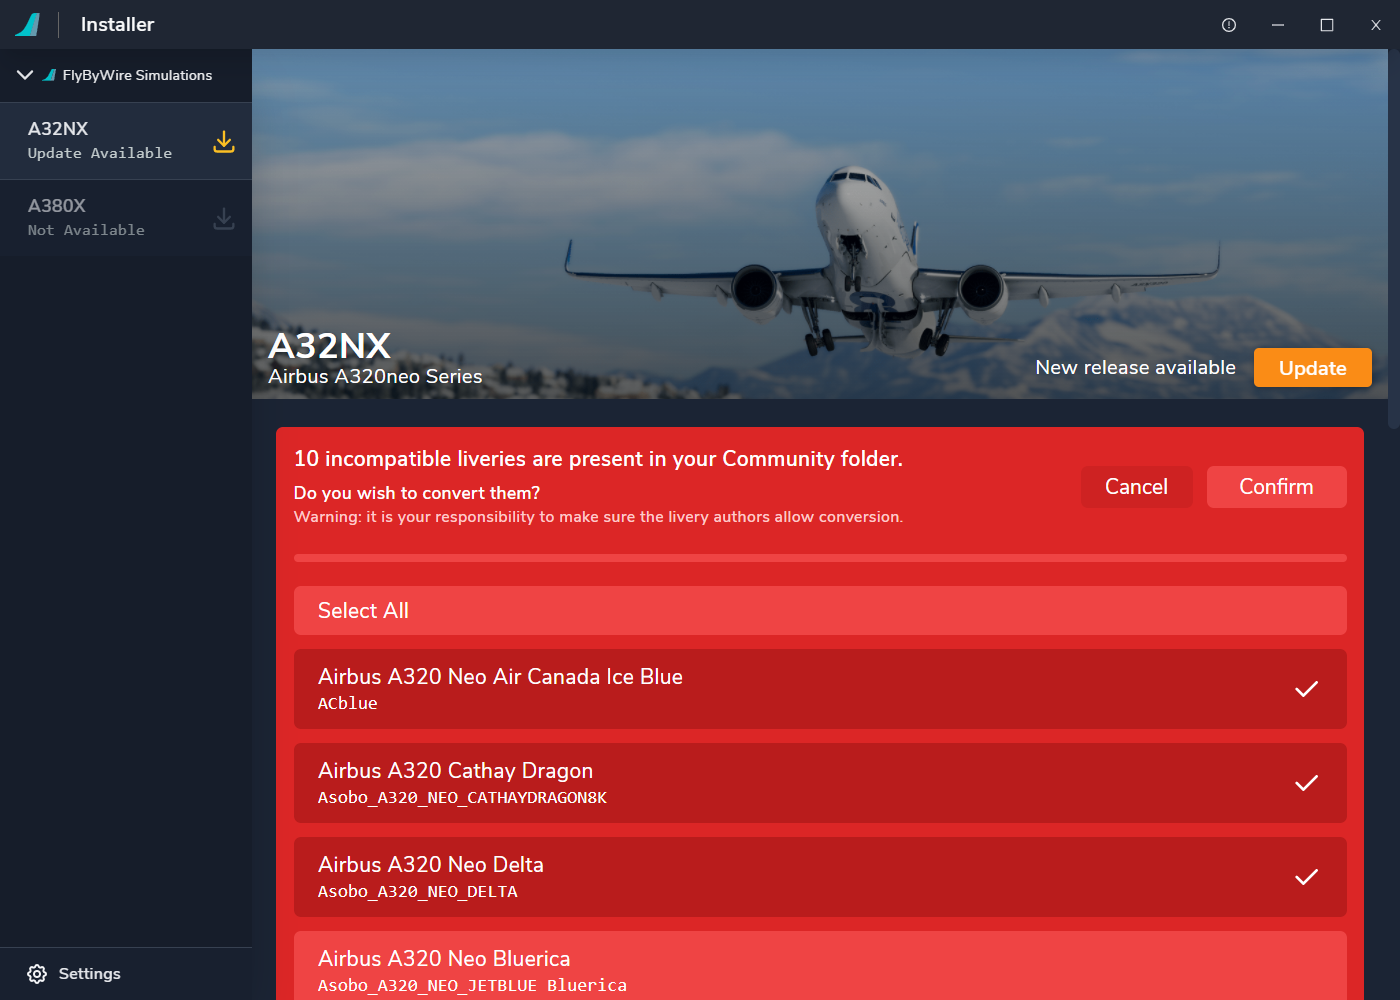 Installer
FlyByWire Simulations
A32NX
Update Available
A380X
Not Available
A32NX
Airbus A320neo Series
New release available
Update
10 incompatible liveries are present in your Community folder.
Do you wish to convert them?
Warning: it is your responsibility to make sure the livery authors allow conversion.
Cancel
Confirm
Select All
Airbus A320 Neo Air Canada Ice Blue
ACblue
Airbus A320 Cathay Dragon
Asobo_A320_NEO_CATHAYDRAGON8K
Airbus A320 Neo Delta
Asobo_A320_NEO_DELTA
Airbus A320 Neo Bluerica
Asobo_A320_NEO_JETBLUE Bluerica
Settings